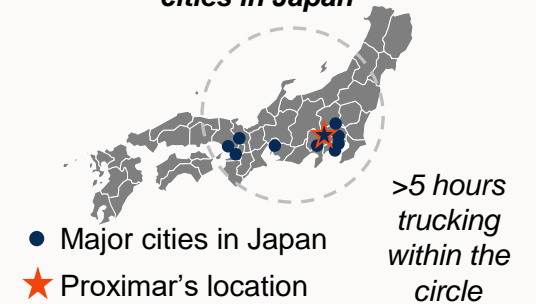 cities in Japan
Major cities in Japan
Proximar's location
>5 hours
trucking
within the
circle